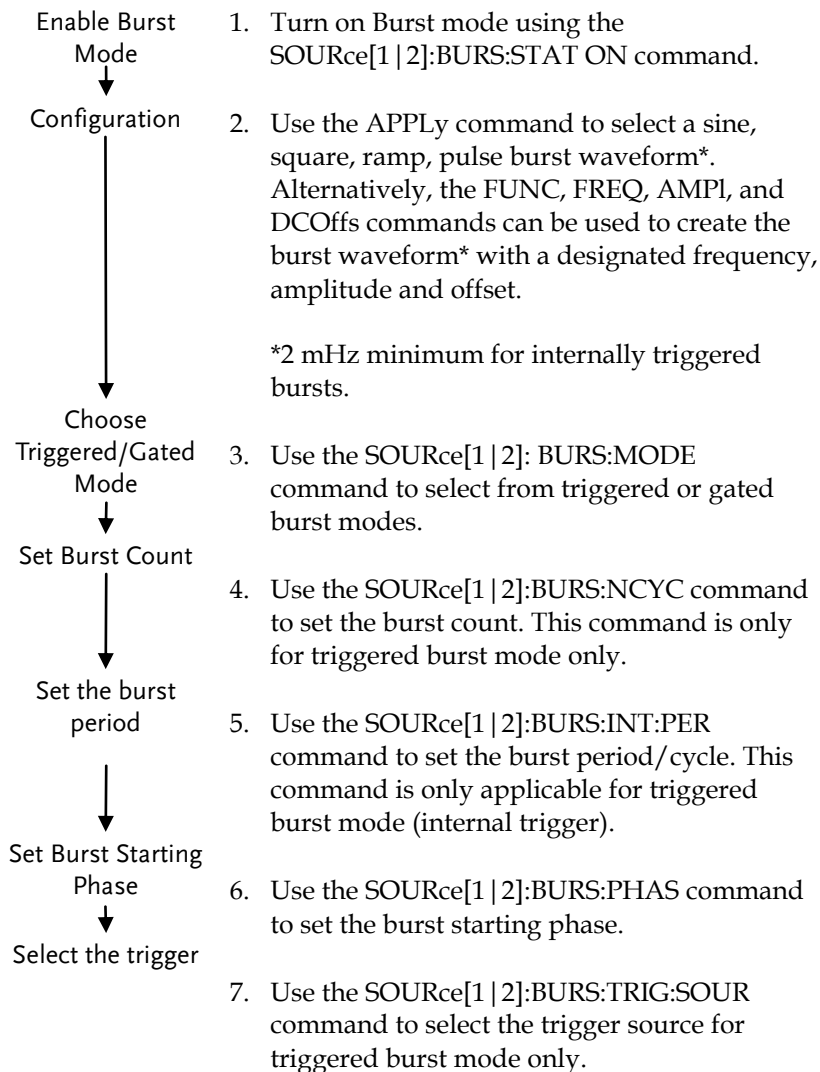 Enable Burst
Mode
1. Turn on Burst mode using the
SOURce[1|2]:BURS:STAT ON command.
Configuration
2. Use the APPLy command to select a sine,
square, ramp, pulse burst waveform*.
Alternatively, the FUNC, FREQ, AMPl, and
DCOffs commands can be used to create the
burst waveform* with a designated frequency,
amplitude and offset.
*2 mHz minimum for internally triggered
bursts.
Choose
Triggered/Gated
Mode
3. Use the SOURce[1|2]: BURS:MODE
command to select from triggered or gated
burst modes.
Set Burst Count
4. Use the SOURce[1|2]:BURS:NCYC command
to set the burst count. This command is only
for triggered burst mode only.
Set the burst
period
5. Use the SOURce[1|2]:BURS:INT:PER
command to set the burst period/cycle. This
command is only applicable for triggered
burst mode (internal trigger).
Set Burst Starting
Phase
6. Use the SOURce[1|2]:BURS:PHAS command
to set the burst starting phase.
Select the trigger
7. Use the SOURce[1|2]:BURS:TRIG:SOUR
command to select the trigger source for
triggered burst mode only.